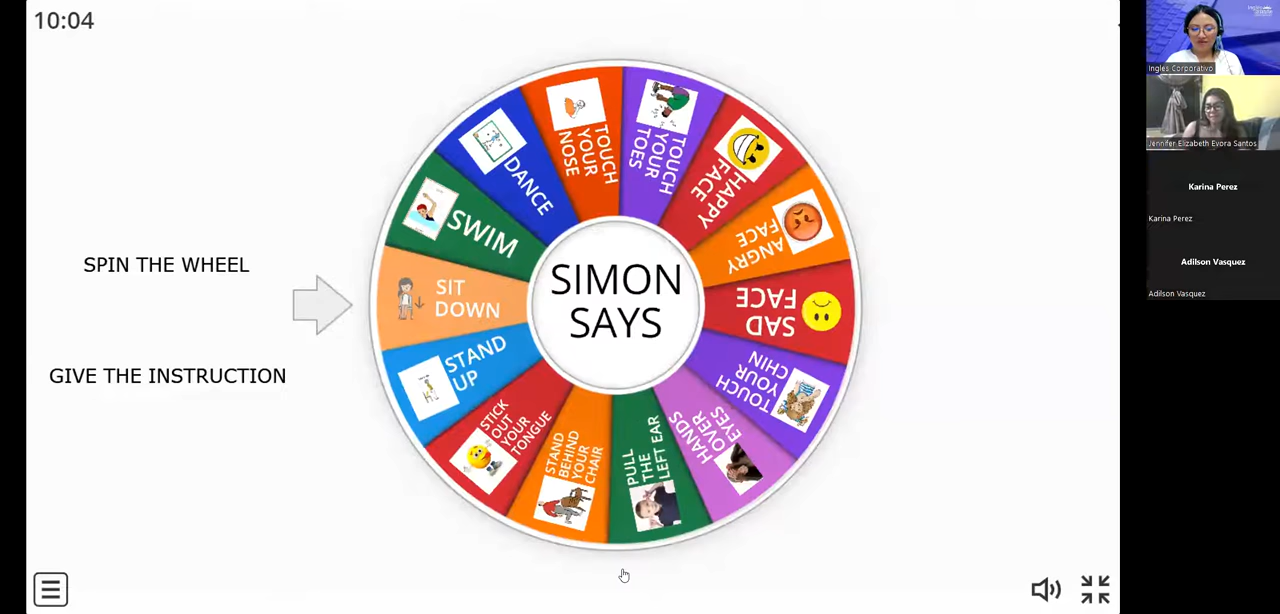 10:04
SPIN THE WHEEL
GIVE THE INSTRUCTION
SIMON
SAYS
TOUCH
YOUR
TOES
HAPPY
FACE
ANGRY
FACE
SAD
FACE
TOUCH
YOUR
CHIN
HANDS
OVER
EYES
PULL
THE
LEFT EAR
STAND
BEHIND
YOUR
CHAIR
STICK
OUT
YOUR
TONGUE
STAND
UP
SIT
DOWN
SWIM
DANCE
TOUCH
YOUR
NOSE
Ingles Corporativo
Jennifer Elizabeth Evora Santos
Karina Perez
Karina Perez
Adilson Vasquez
Adilson Vasquez